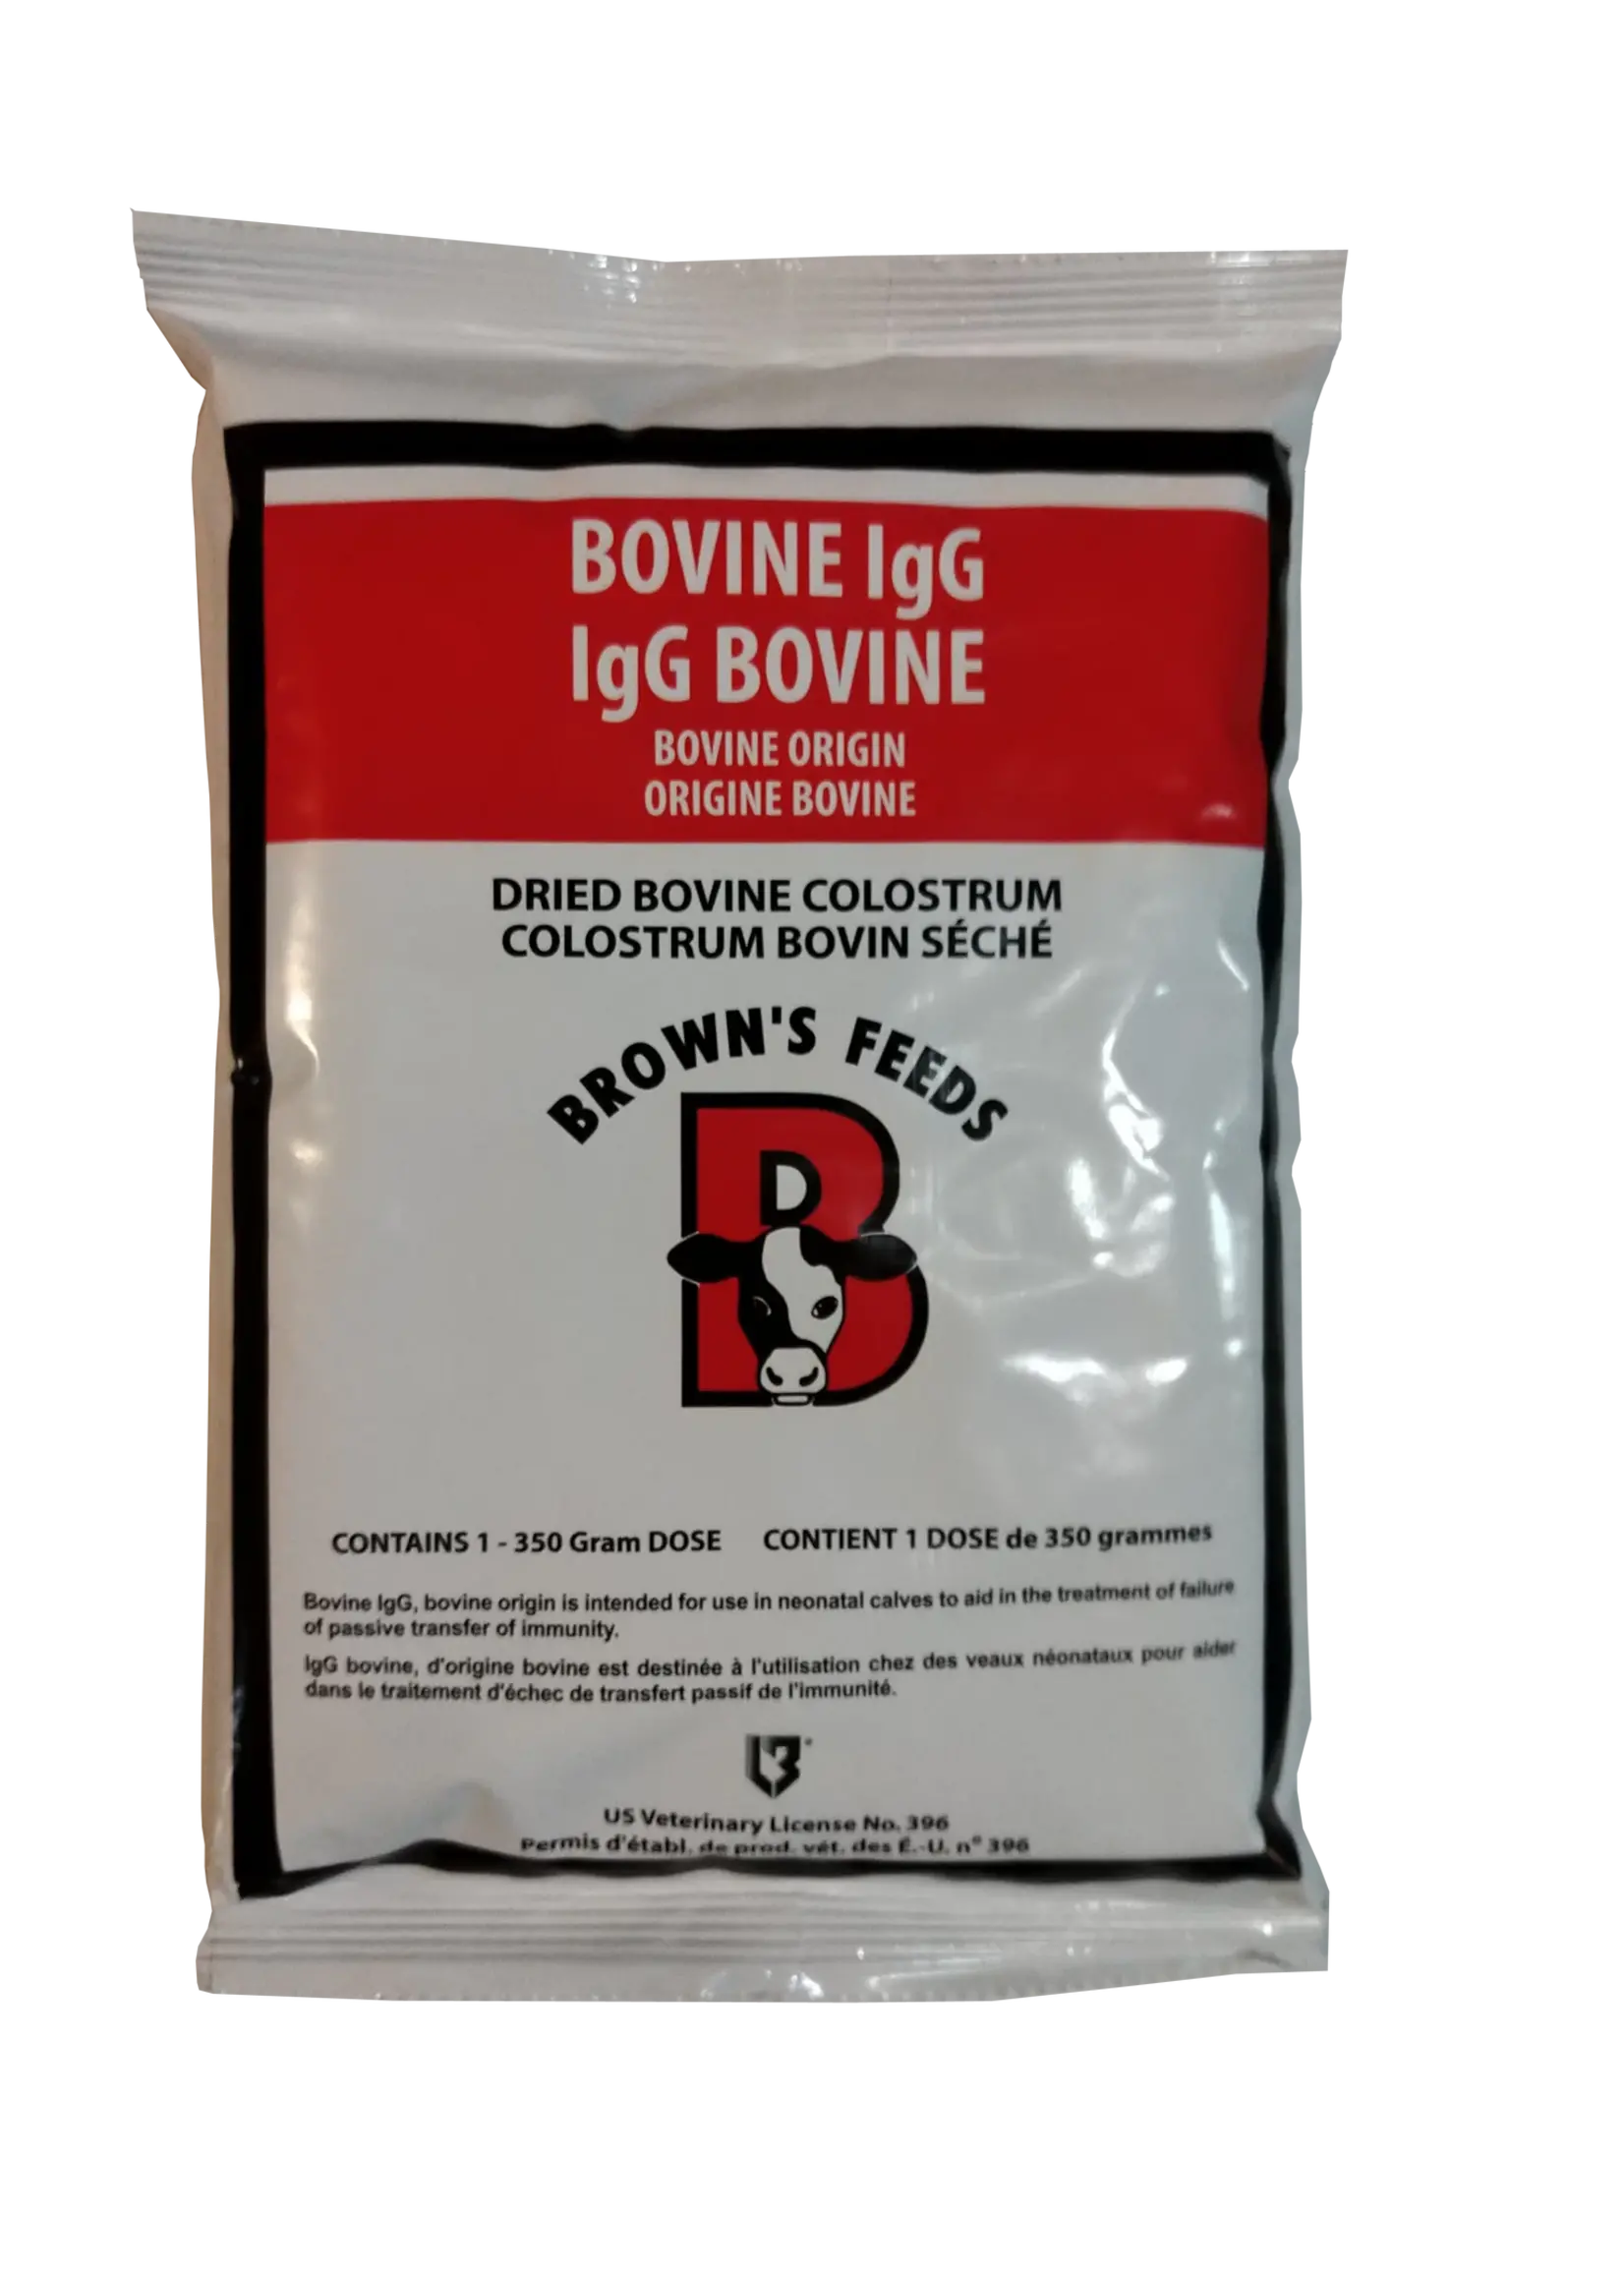 BOVINE IgG
IgG BOVINE
BOVINE ORIGIN
ORIGINE BOVINE
DRIED BOVINE COLOSTRUM
COLOSTRUM BOVIN SÉCHÉ
BROWN'S FEEDS
B
CONTAINS 1 - 350 Gram DOSE CONTIENT 1 DOSE de 350 grammes
Bovine IgG, bovine origin is intended for use in neonatal calves to aid in the treatment of failure
of passive transfer of immunity.
IgG bovine, d'origine bovine est destinée à l'utilisation chez des veaux néonataux pour aider
dans le traitement d'échec de transfert passif de l'immunité.
US Veterinary License No. 396
Permis d'établ. de prod. vét. des É.-U. n° 396